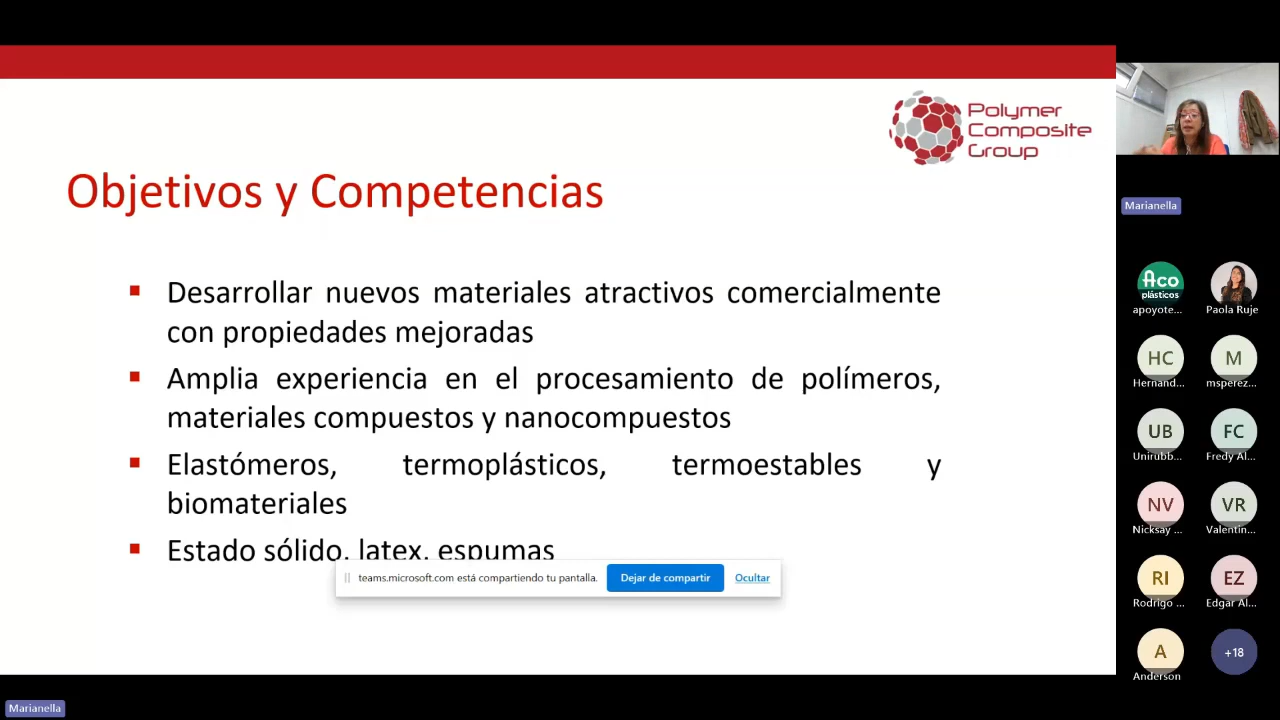 Polymer
Composite
Group
Objetivos y Competencias
Desarrollar nuevos materiales atractivos comercialmente
con propiedades mejoradas
Amplia experiencia en el procesamiento de polímeros,
materiales compuestos y nanocompuestos
Elastómeros, termoplásticos, termoestables y
biomateriales
Estado sólido, latex, espumas
teams.microsoft.com está compartiendo tu pantalla.
Dejar de compartir
Ocultar
Marianella
Aco
plásticos
apoyote...
Paola Ruje
HC
Hernand...
M
msperez...
UB
Unirubb...
FC
Fredy Al...
NV
Nicksay ...
VR
Valentin...
RI
Rodrigo ...
EZ
Edgar Al...
A
Anderson
+18
Marianella